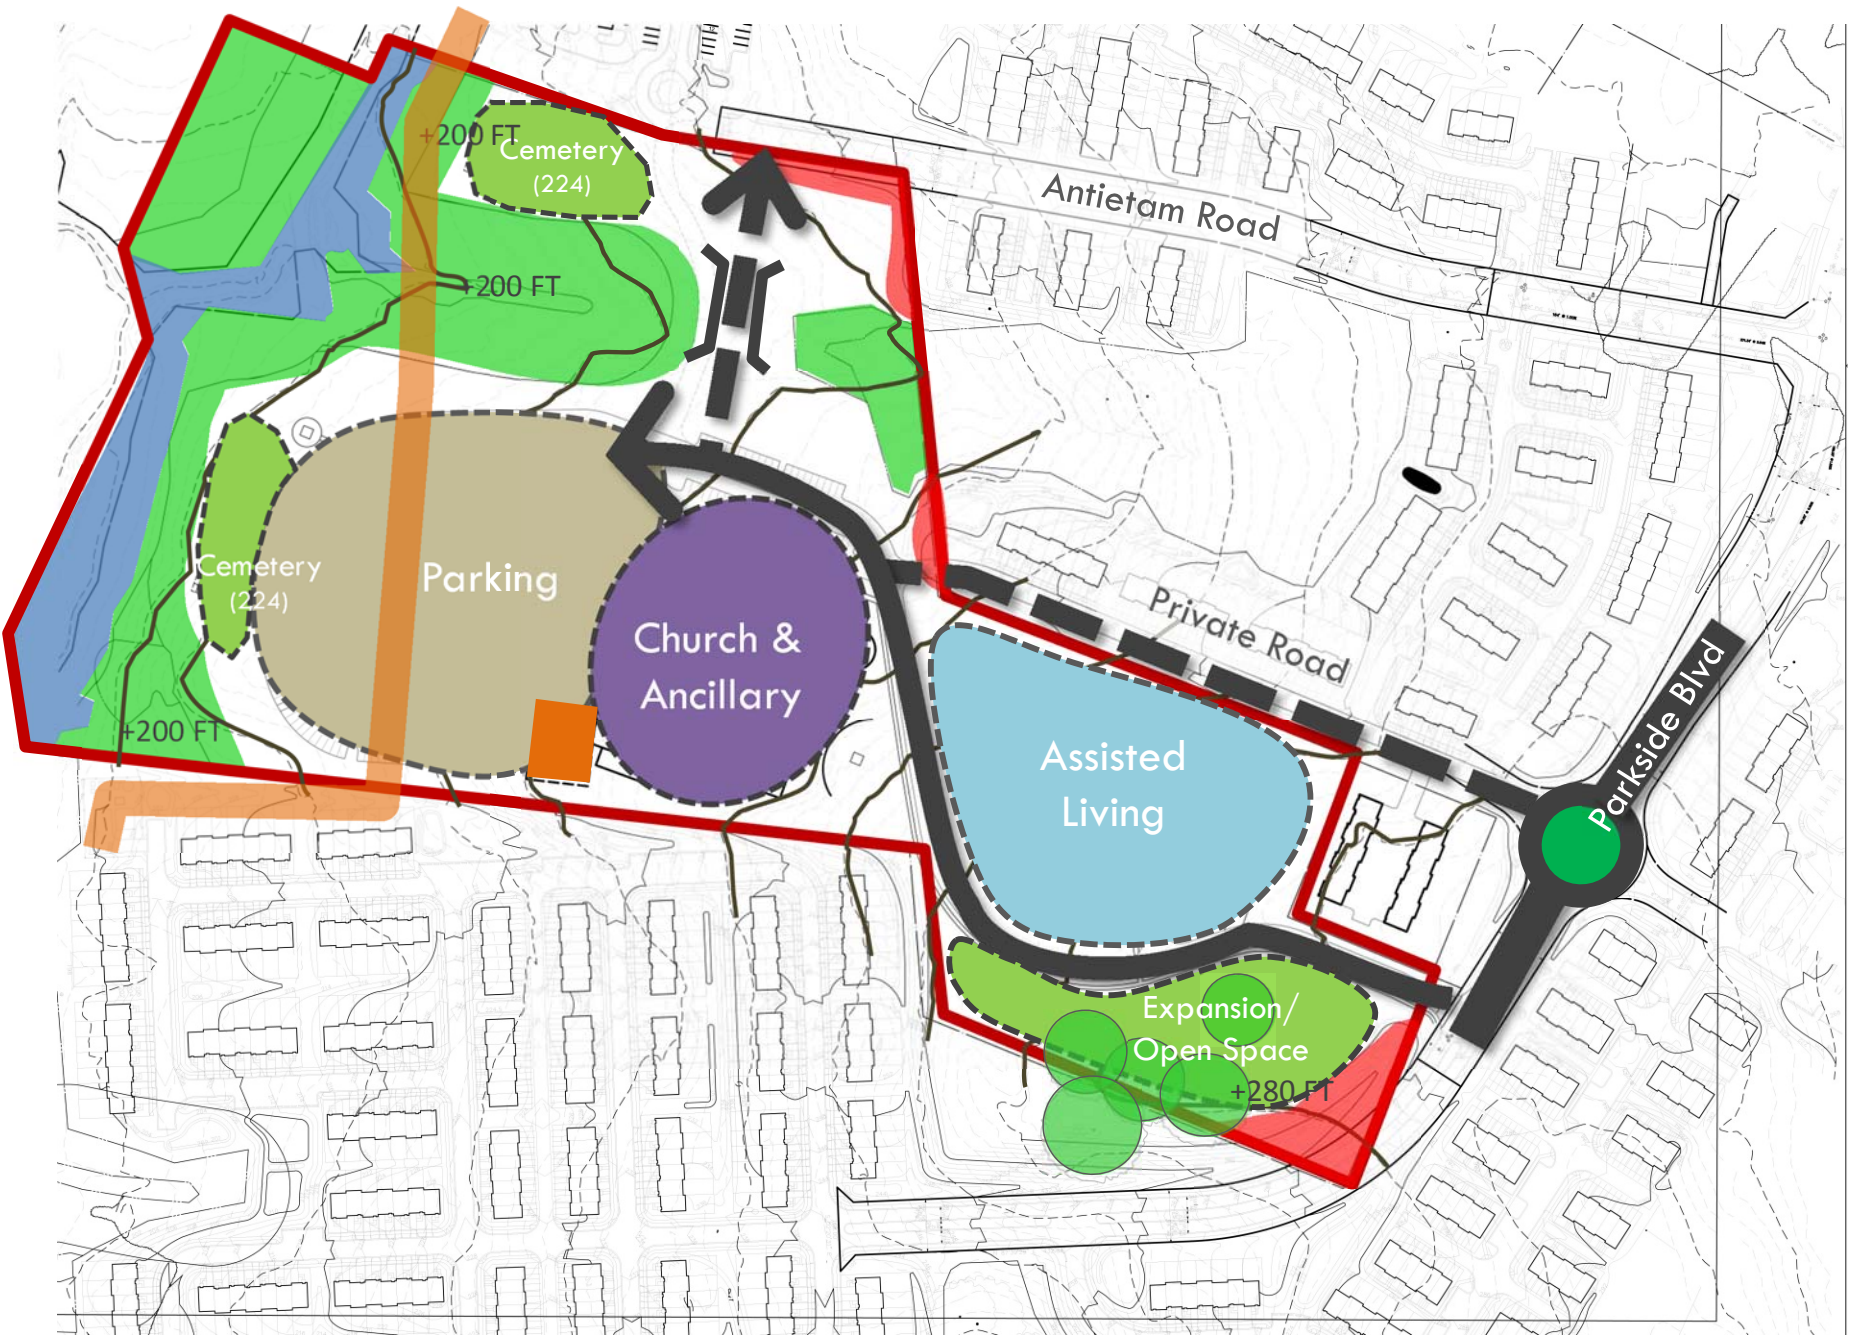 +200 FT
Cemetery
(224)
Antietam Road
+200 FT
Cemetery
(224)
Parking
Church &
Ancillary
Private Road
Parkside Blvd
+200 FT
Assisted
Living
Expansion/
Open Space
+280 FT